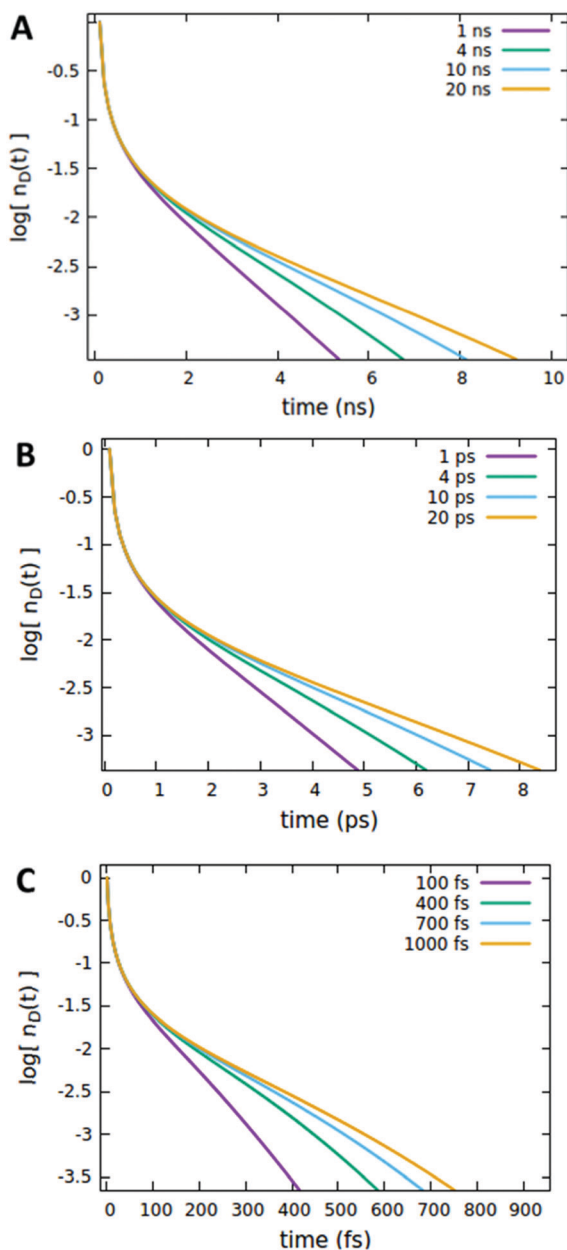 A
1 ns
4 ns
10 ns
20 ns
log[ n_D(t) ]
-0.5
-1
-1.5
-2
-2.5
-3
0 2 4 6 8 10
time (ns)
B
1 ps
4 ps
10 ps
20 ps
log[ n_D(t) ]
0
-0.5
-1
-1.5
-2
-2.5
-3
0 1 2 3 4 5 6 7 8
time (ps)
C
100 fs
400 fs
700 fs
1000 fs
log[ n_D(t) ]
0
-0.5
-1
-1.5
-2
-2.5
-3
-3.5
0 100 200 300 400 500 600 700 800 900
time (fs)